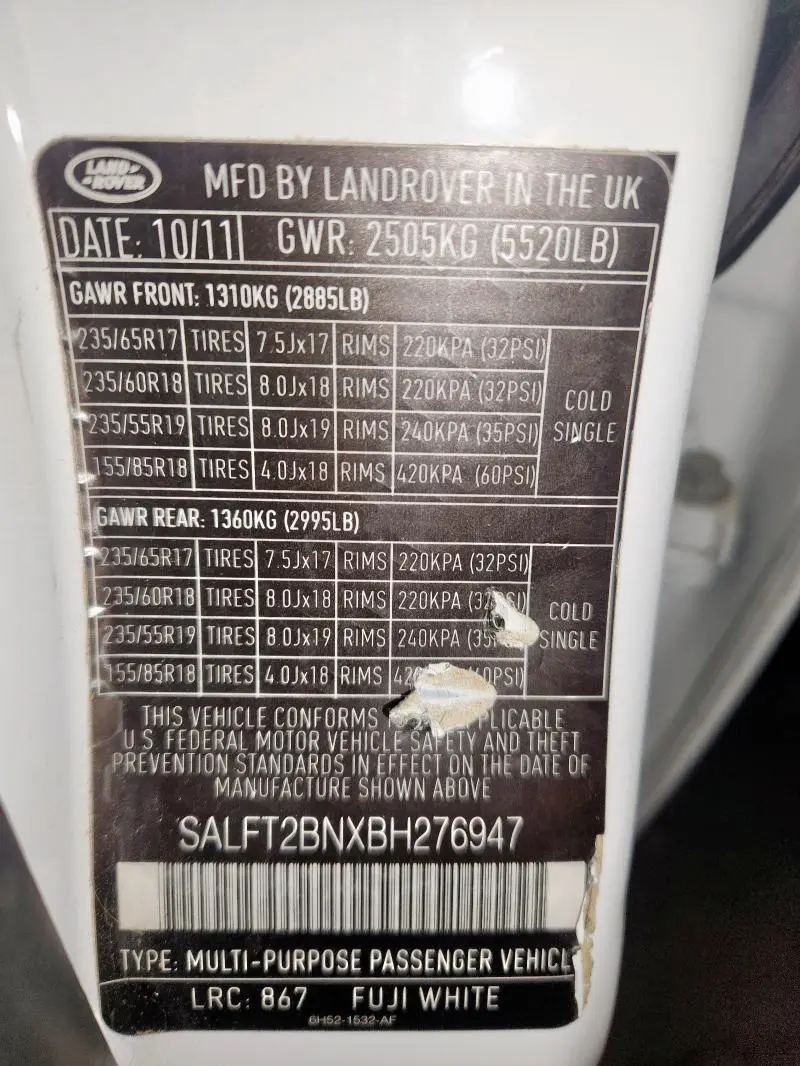 LAND-
-ROVER
MFD BY LANDROVER IN THE UK
DATE: 10/11 GWR: 2505KG (5520LB)
GAWR FRONT: 1310KG (2885LB)
235/65R17 TIRES 7.5Jx17 RIMS 220KPA (32PSI)
235/60R18 TIRES 8.0Jx18 RIMS 220KPA (32PSI)
COLD
235/55R19 TIRES 8.0Jx19 RIMS 240KPA (35PSI)
SINGLE
155/85R18 TIRES 4.0Jx18 RIMS 420KPA (60PSI)
GAWR REAR: 1360KG (2995LB)
235/65R17 TIRES 7.5Jx17 RIMS 220KPA (32PSI)
235/60R18 TIRES 8.0Jx18 RIMS 220KPA
COLD
235/55R19 TIRES 8.0Jx19 RIMS 240KPA
SINGLE
155/85R18 TIRES 4.0Jx18 RIMS
THIS VEHICLE CONFORMS
U.S. FEDERAL MOTOR VEHICLE SAFETY AND THEFT
PREVENTION STANDARDS IN EFFECT ON THE DATE OF
MANUFACTURE SHOWN ABOVE
SALFT2BNXBH276947
TYPE: MULTI-PURPOSE PASSENGER VEHICL
LRC: 867 FUJI WHITE
6H52-1532-AF